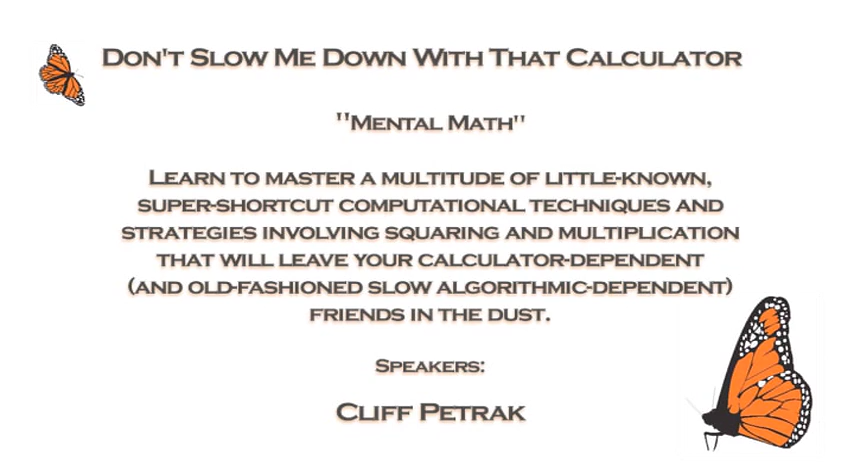 Don't Slow Me Down With That Calculator
"Mental Math"
Learn to master a multitude of little-known,
super-shortcut computational techniques and
strategies involving squaring and multiplication
that will leave your calculator-dependent
(and old-fashioned slow algorithmic-dependent)
friends in the dust.
Speakers:
Cliff Petrak